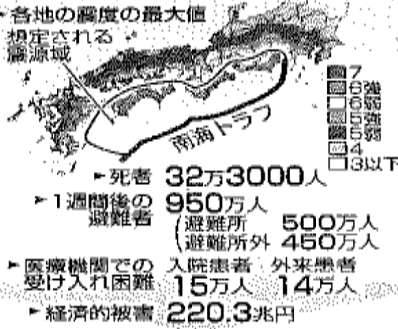 ▶各地の震度の最大値
想定される
震源域
南海トラフ
7
6強
6弱
5強
5弱
4
3以下
▶死者 32万3000人
▶1週間後の
避難者 950万人
(避難所 500万人
避難所外 450万人
▶医療機関での
受け入れ困難
入院患者 外来患者
15万人 14万人
▶経済的被害 220.3兆円